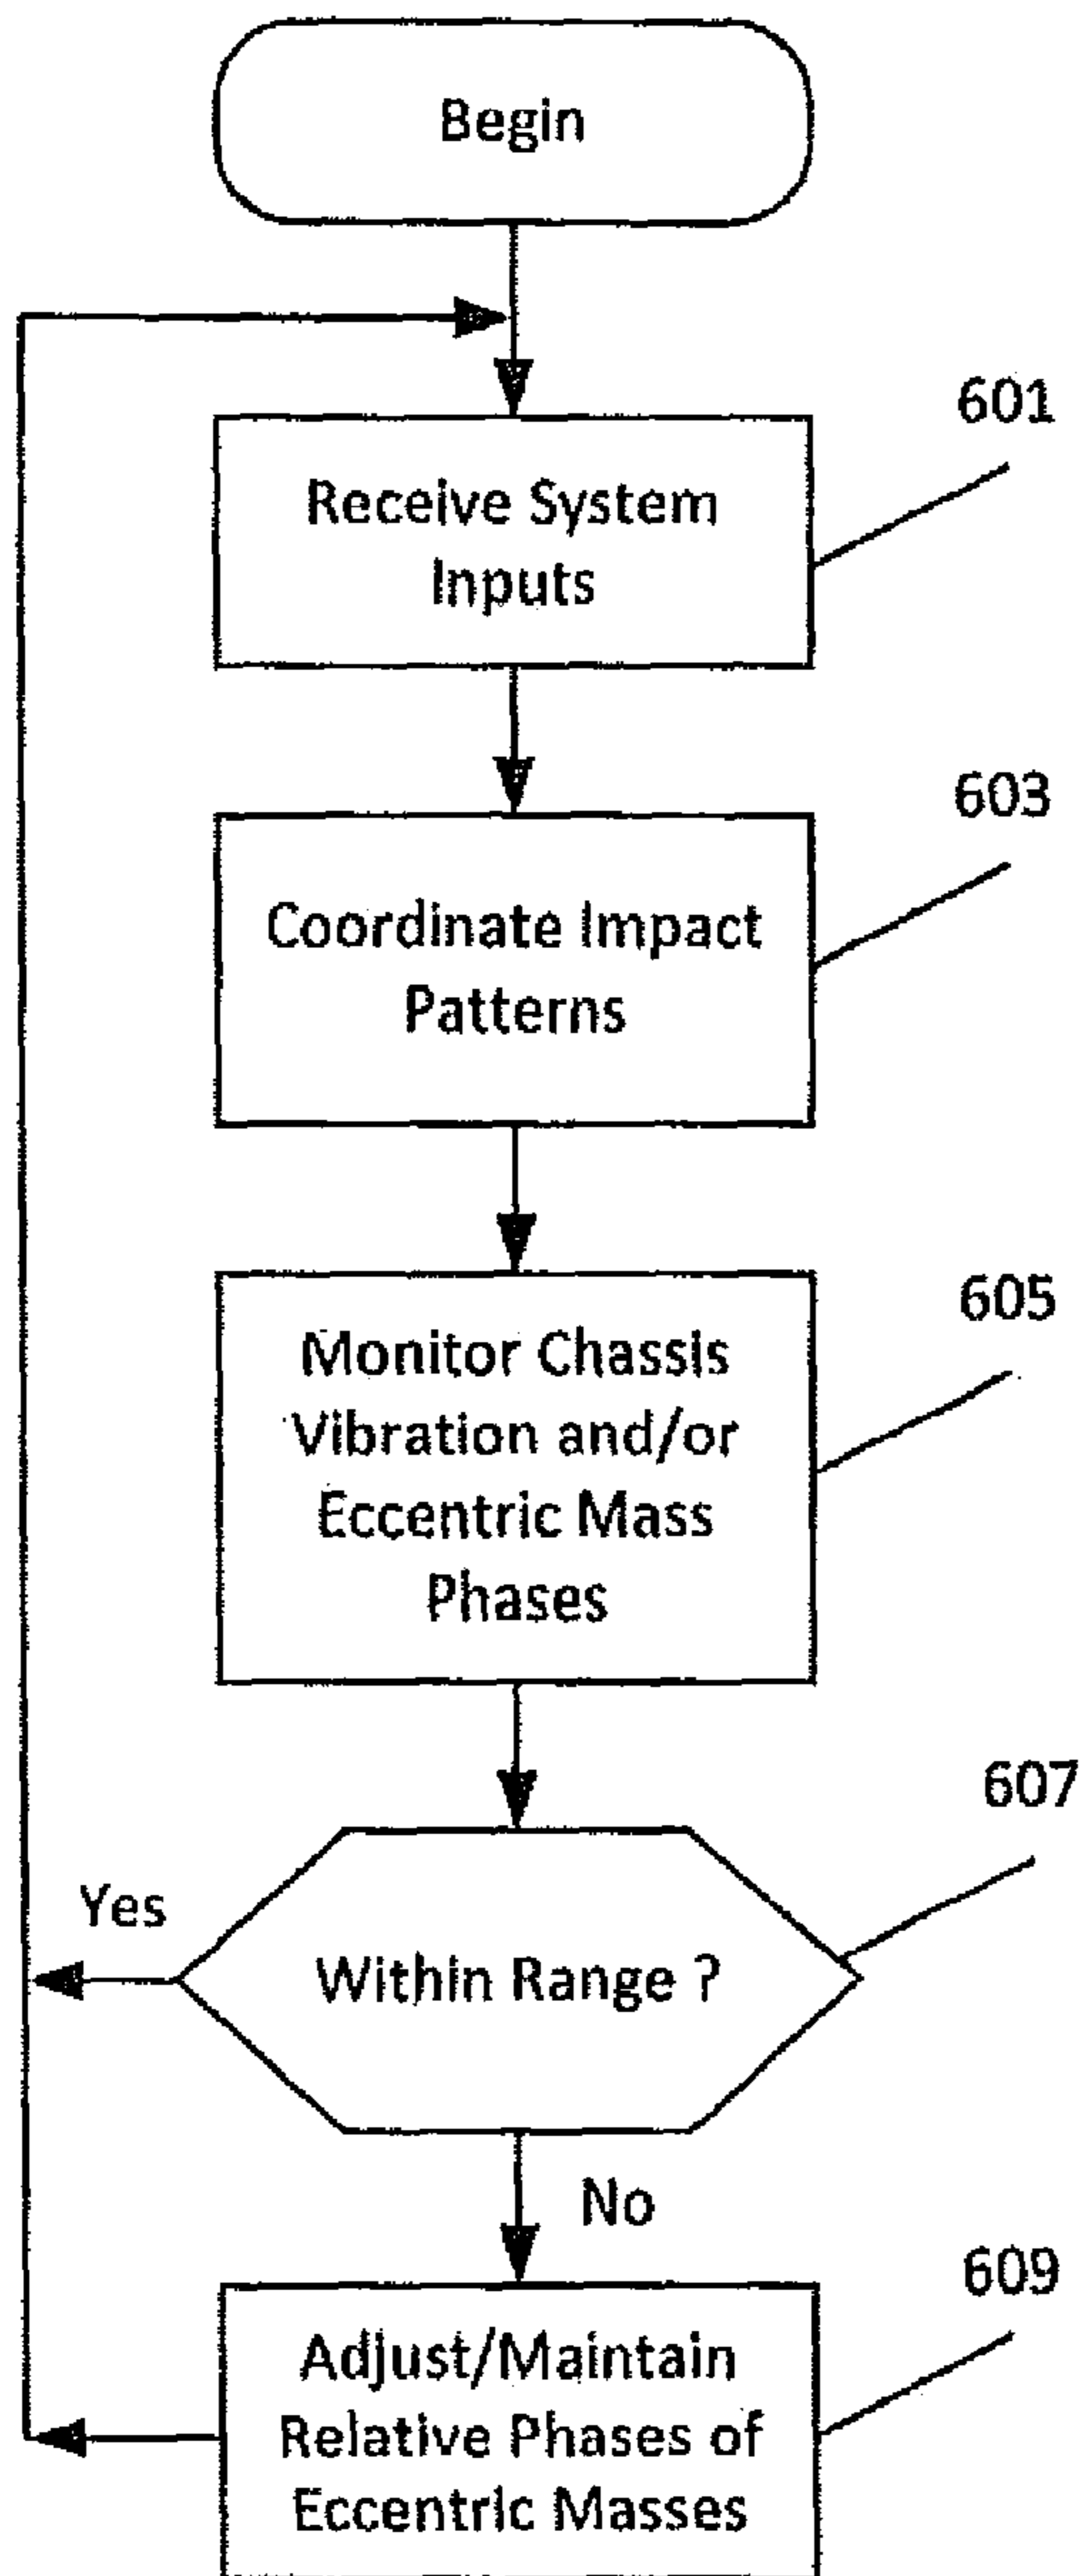 Begin
601
Receive System
Inputs
603
Coordinate Impact
Patterns
605
Monitor Chassis
Vibration and/or
Eccentric Mass
Phases
607
Yes
Within Range ?
No
609
Adjust/Maintain
Relative Phases of
Eccentric Masses